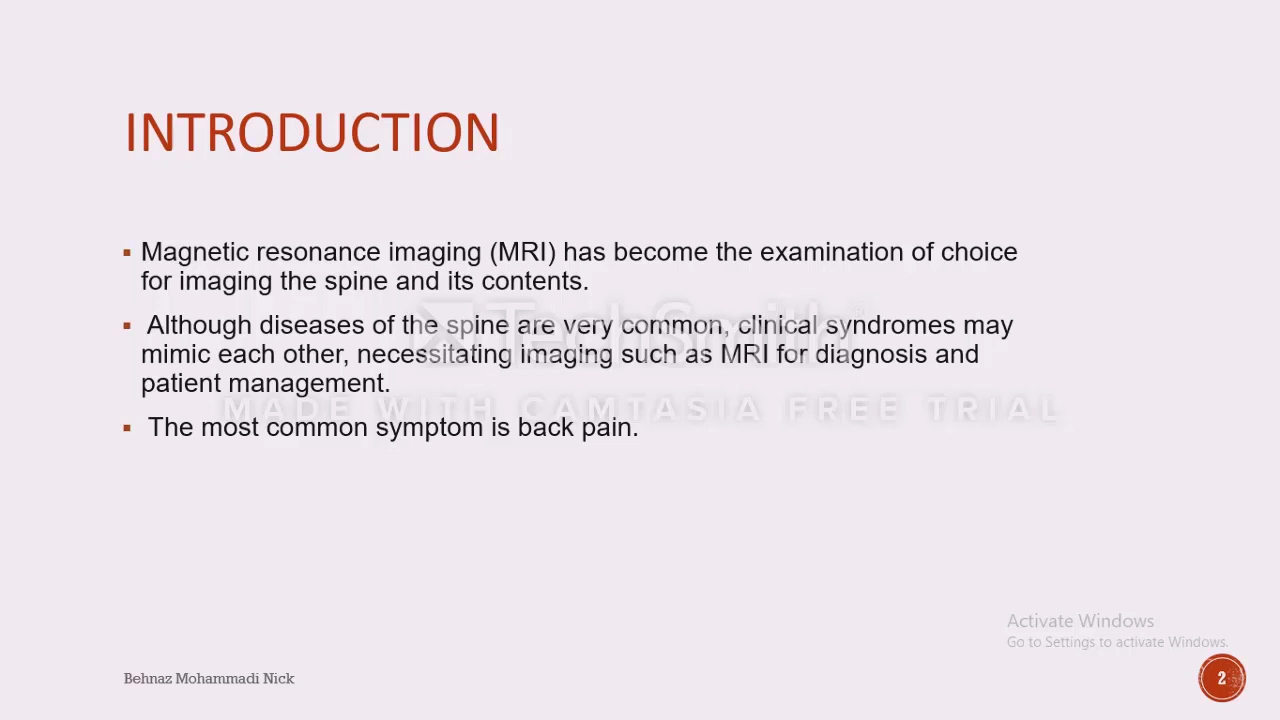 INTRODUCTION
▪ Magnetic resonance imaging (MRI) has become the examination of choice
for imaging the spine and its contents.
▪ Although diseases of the spine are very common, clinical syndromes may
mimic each other, necessitating imaging such as MRI for diagnosis and
patient management.
▪ The most common symptom is back pain.
TechSmith
MADE WITH CAMTASIA FREE TRIAL
Activate Windows
Go to Settings to activate Windows.
Behnaz Mohammadi Nick
2